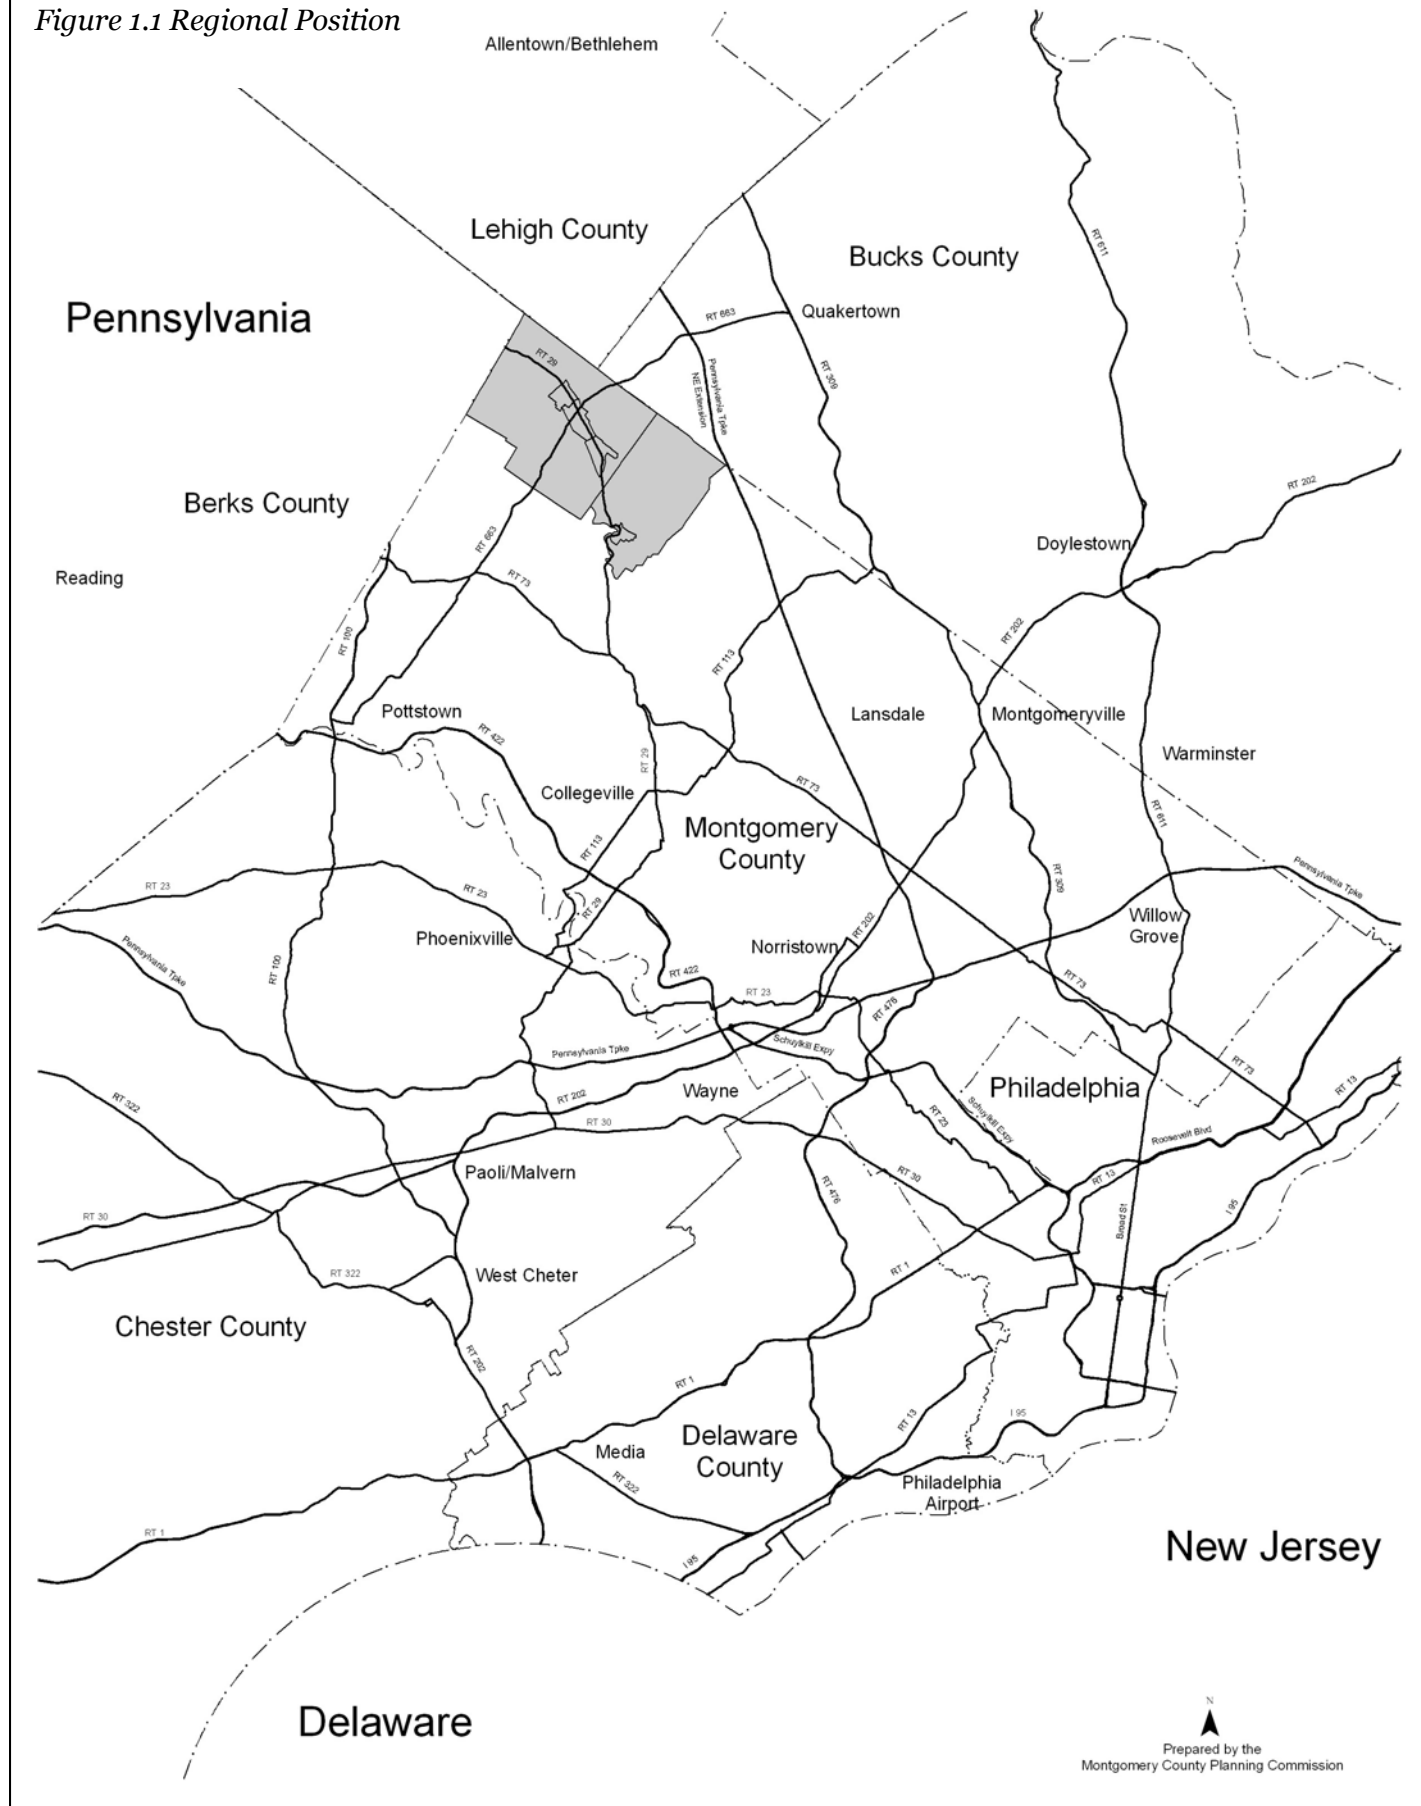 Figure 1.1 Regional Position
Allentown/Bethlehem
Lehigh County
Bucks County
RT 611
Pennsylvania
Quakertown
RT 663
RT 29
RT 309
Pennsylvania Tpke
NE Extension
Berks County
RT 202
RT 663
Doylestown
Reading
RT 73
RT 100
RT 113
RT 202
Pottstown
RT 422
Lansdale
Montgomeryville
Warminster
RT 29
RT 73
Collegeville
RT 611
Montgomery
County
RT 113
RT 309
Pennsylvania Tpke
RT 23
RT 23
RT 29
Willow
Grove
Phoenixville
Norristown
RT 202
Pennsylvania Tpke
RT 100
RT 422
RT 73
RT 23
RT 476
Schuylkill Expy
Pennsylvania Tpke
RT 73
Wayne
Philadelphia
RT 13
RT 322
RT 202
Schuylkill Expy
RT 23
RT 30
Roosevelt Blvd
Paoli/Malvern
RT 30
RT 13
RT 476
I 95
RT 30
Broad St
RT 322
West Cheter
RT 1
Chester County
RT 202
RT 1
RT 13
I 95
Delaware
County
Media
RT 322
Philadelphia
Airport
RT 1
New Jersey
I 95
Delaware
N
Prepared by the
Montgomery County Planning Commission